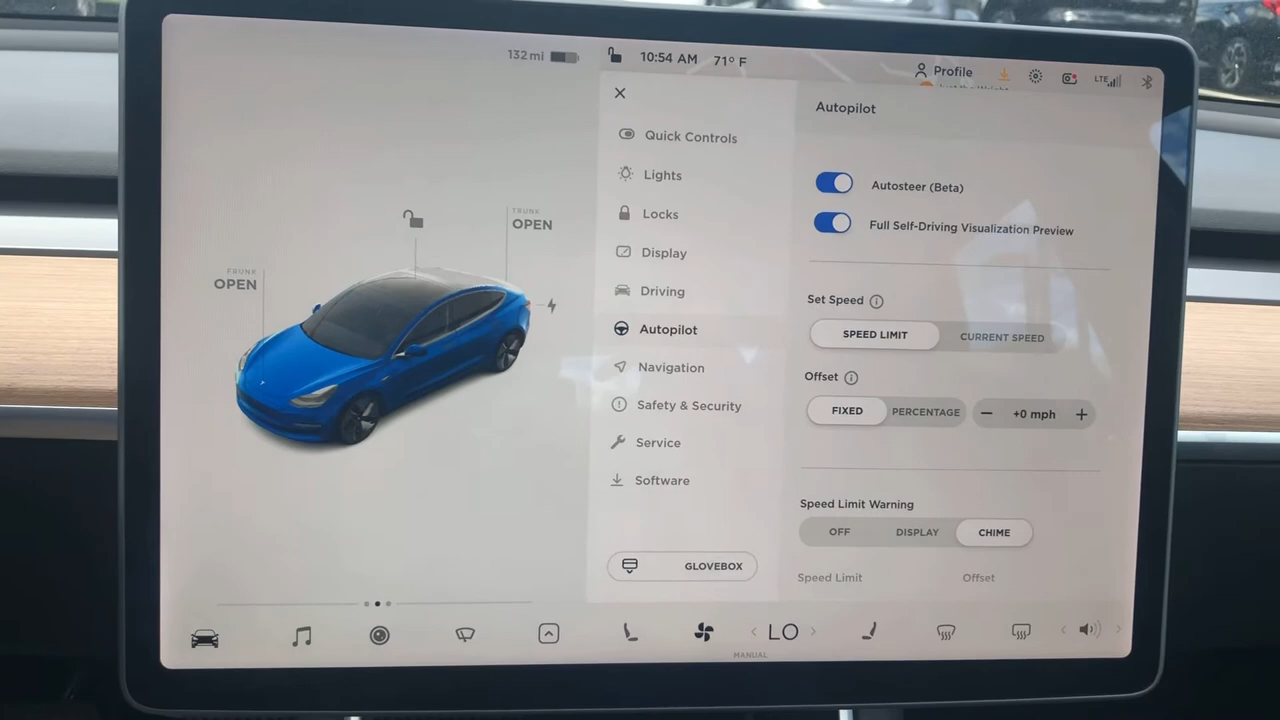 132 mi
10:54 AM 71° F
Profile
LTE
Quick Controls
Lights
Locks
Display
Driving
Autopilot
Navigation
Safety & Security
Service
Software
GLOVEBOX
TRUNK
OPEN
FRUNK
OPEN
Autopilot
Autosteer (Beta)
Full Self-Driving Visualization Preview
Set Speed
SPEED LIMIT CURRENT SPEED
Offset
FIXED PERCENTAGE − +0 mph +
Speed Limit Warning
OFF DISPLAY CHIME
Speed Limit Offset
LO
MANUAL